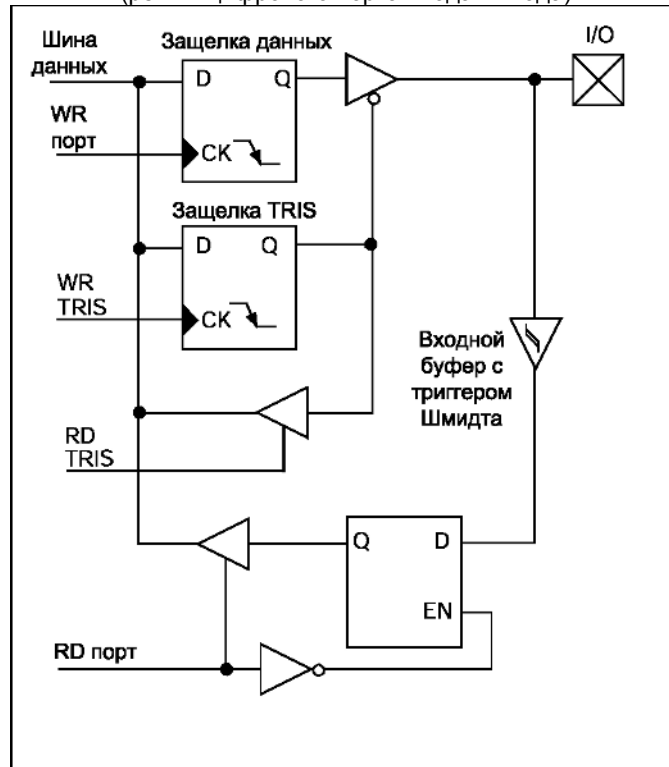 Шина
данных
Защелка данных
I/O
D Q
WR
порт
CK
Защелка TRIS
D Q
WR
TRIS
CK
Входной
буфер с
триггером
Шмидта
RD
TRIS
Q D
EN
RD порт